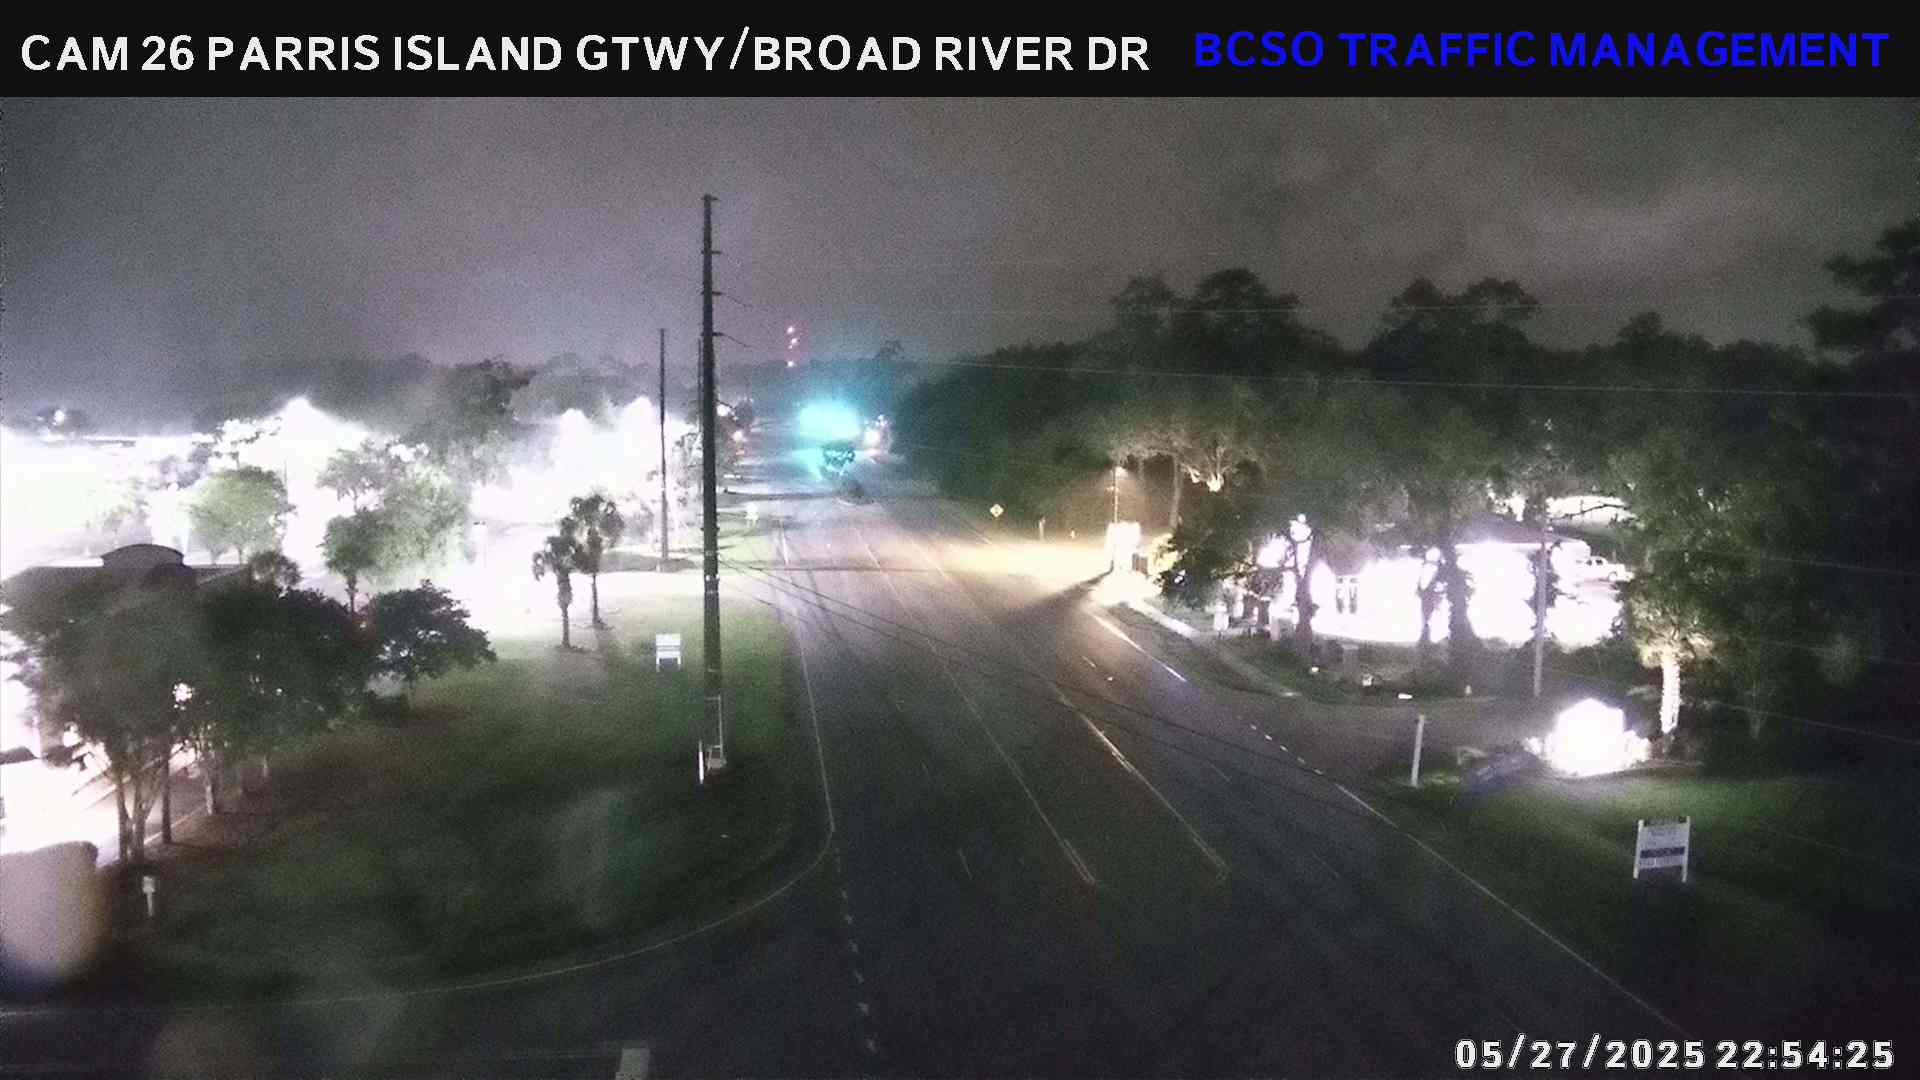 CAM 26 PARRIS ISLAND GTWY/BROAD RIVER DR
BCSO TRAFFIC MANAGEMENT
05/27/2025 22:54:25